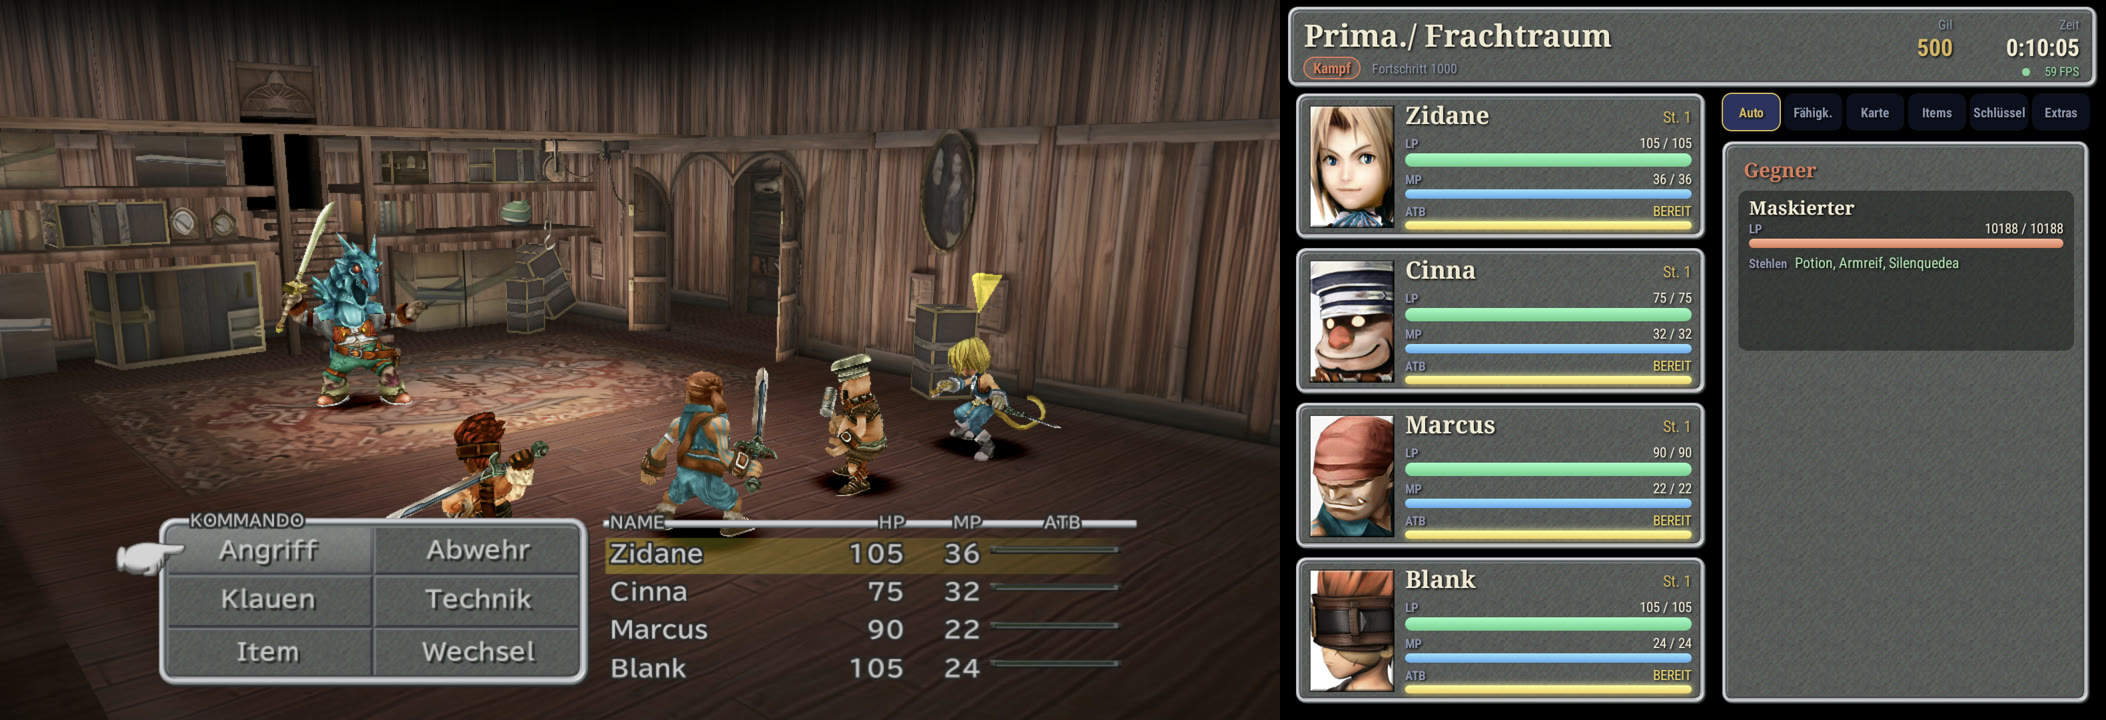 KOMMANDO
Angriff Abwehr
Klauen Technik
Item Wechsel
NAME HP MP ATB
Zidane 105 36
Cinna 75 32
Marcus 90 22
Blank 105 24
Prima./ Frachtraum
Kampf Fortschritt 1000
Gil
500
Zeit
0:10:05
59 FPS
Zidane St. 1
LP 105 / 105
MP 36 / 36
ATB BEREIT
Cinna St. 1
LP 75 / 75
MP 32 / 32
ATB BEREIT
Marcus St. 1
LP 90 / 90
MP 22 / 22
ATB BEREIT
Blank St. 1
LP 105 / 105
MP 24 / 24
ATB BEREIT
Auto Fähigk. Karte Items Schlüssel Extras
Gegner
Maskierter
LP 10188 / 10188
Stehlen Potion, Armreif, Silenquedea